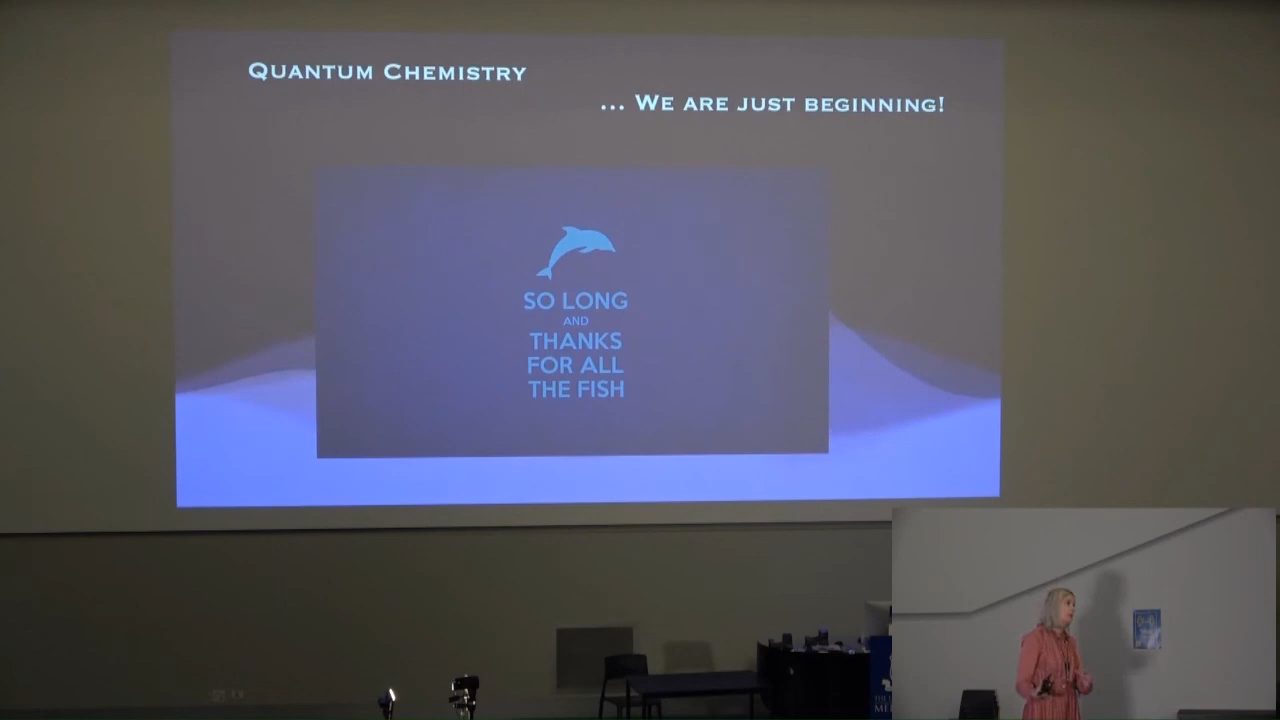 QUANTUM CHEMISTRY
... WE ARE JUST BEGINNING!
SO LONG
AND
THANKS
FOR ALL
THE FISH